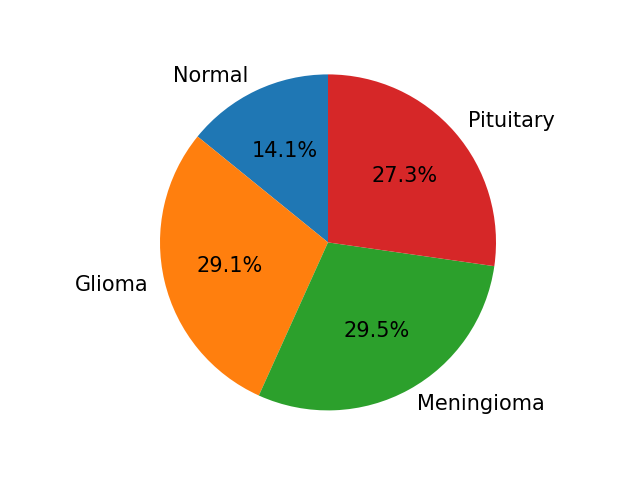 Normal
Pituitary
14.1%
27.3%
29.1%
Glioma
29.5%
Meningioma